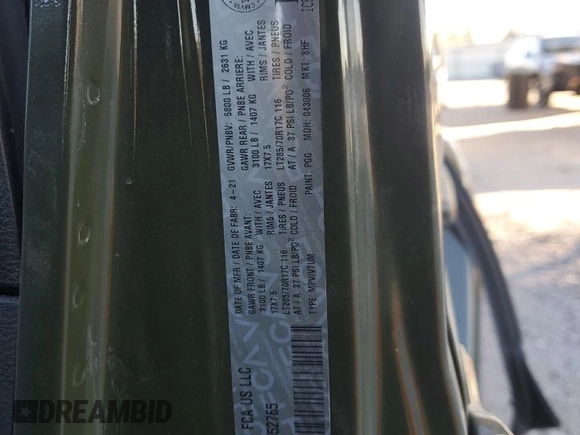 FCA US LLC
52765
DATE OF MFR / DATE DE FABR: 4-21 GVWR/PNBV: 5800 LB / 2631 KG
GAWR FRONT / PNBE AVANT: GAWR REAR / PNBE ARRIERE:
3100 LB / 1407 KG WITH / AVEC 3100 LB / 1407 KG WITH / AVEC
17X7.5 RIMS / JANTES 17X7.5 RIMS / JANTES
LT285/70R17C 116 TIRES / PNEUS LT285/70R17C 116 TIRES / PNEUS
AT / A 37 PSI LB/PO² COLD / FROID AT / A 37 PSI LB/PO² COLD / FROID
TYPE: MPV/VTUM PAINT: PGG MDH: 043005 MKT: SHF
DREAMBID
dreambid.com